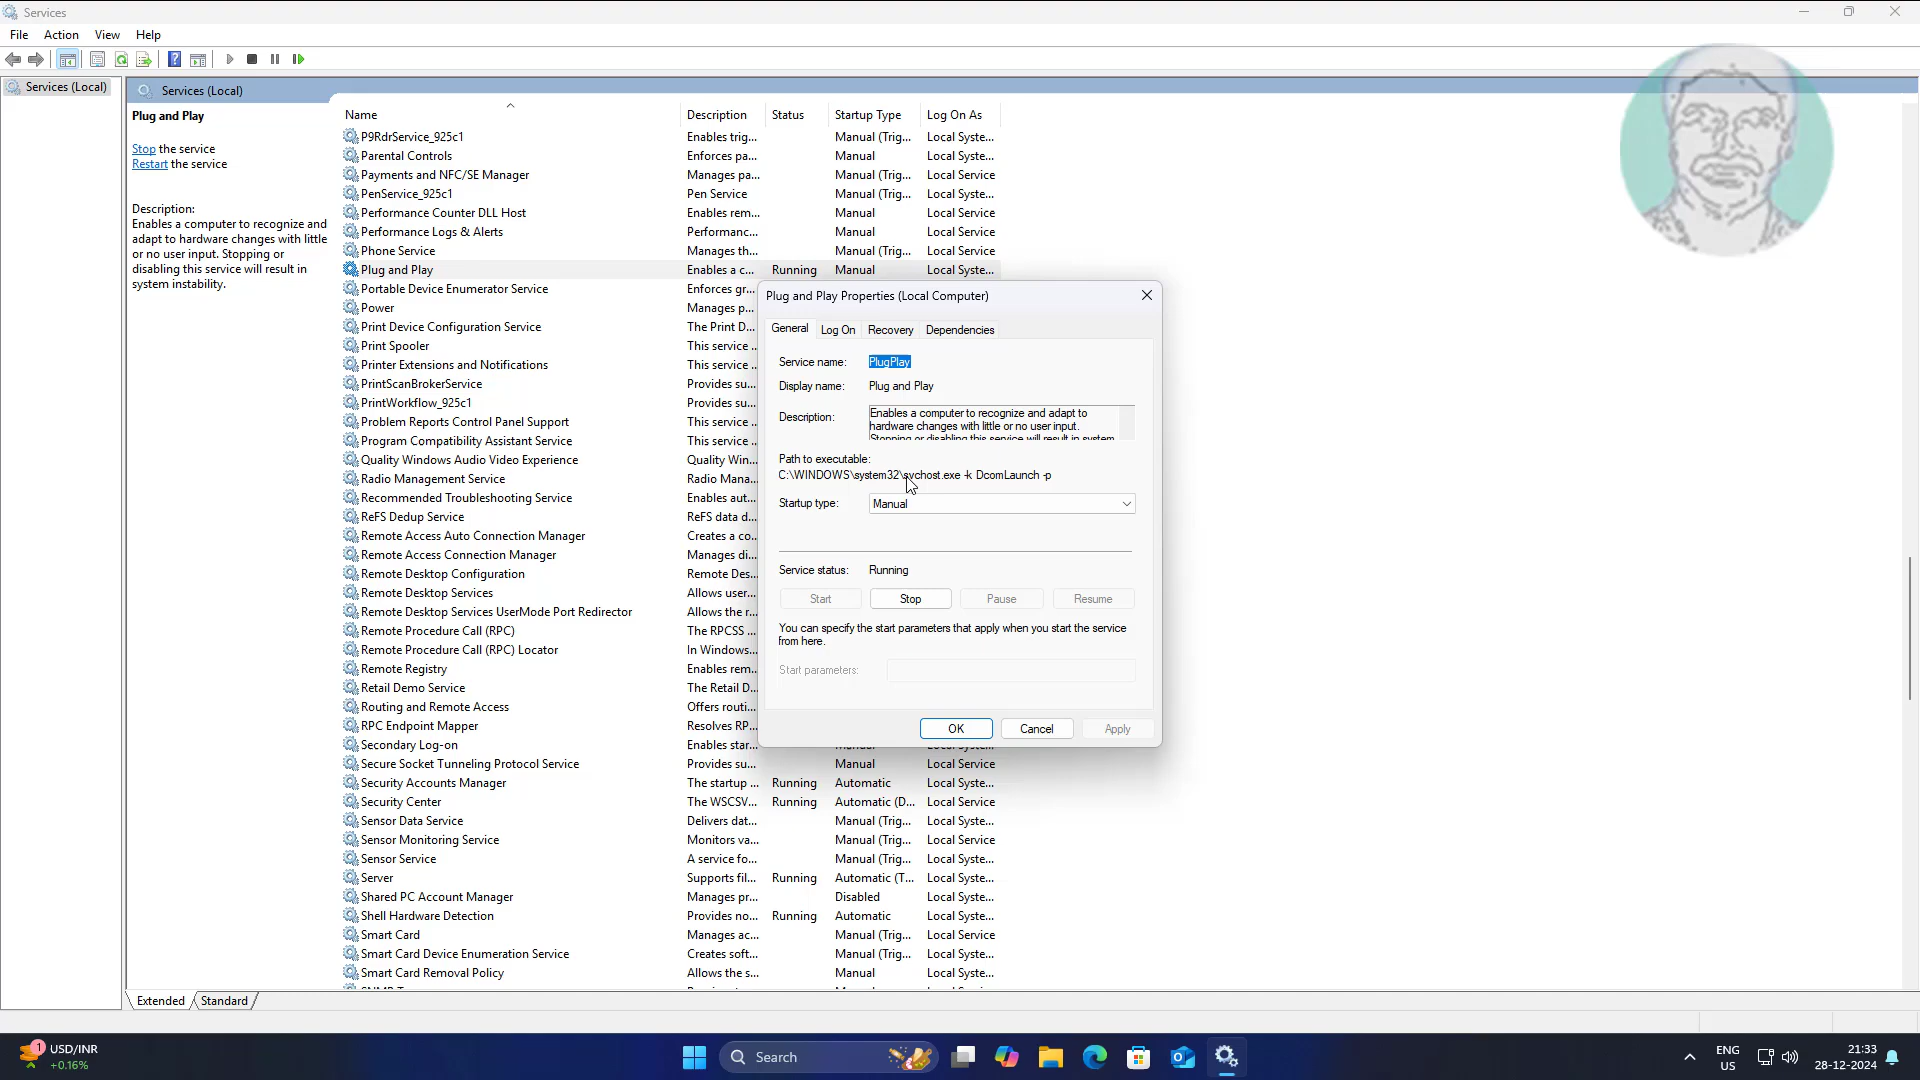 Services
File Action View Help
Services (Local)
Services (Local)
Plug and Play
Stop the service
Restart the service
Description:
Enables a computer to recognize and
adapt to hardware changes with little
or no user input. Stopping or
disabling this service will result in
system instability.
Name Description Status Startup Type Log On As
P9RdrService_925c1 Enables trig... Manual (Trig... Local Syste...
Parental Controls Enforces pa... Manual Local Syste...
Payments and NFC/SE Manager Manages pa... Manual (Trig... Local Service
PenService_925c1 Pen Service Manual (Trig... Local Syste...
Performance Counter DLL Host Enables rem... Manual Local Service
Performance Logs & Alerts Performanc... Manual Local Service
Phone Service Manages th... Manual (Trig... Local Service
Plug and Play Enables a c... Running Manual Local Syste...
Portable Device Enumerator Service Enforces gr...
Power Manages p...
Print Device Configuration Service The Print D...
Print Spooler This service ...
Printer Extensions and Notifications This service ...
PrintScanBrokerService Provides su...
PrintWorkflow_925c1 Provides su...
Problem Reports Control Panel Support This service ...
Program Compatibility Assistant Service This service ...
Quality Windows Audio Video Experience Quality Win...
Radio Management Service Radio Mana...
Recommended Troubleshooting Service Enables aut...
ReFS Dedup Service ReFS data d...
Remote Access Auto Connection Manager Creates a co...
Remote Access Connection Manager Manages di...
Remote Desktop Configuration Remote Des...
Remote Desktop Services Allows user...
Remote Desktop Services UserMode Port Redirector Allows the r...
Remote Procedure Call (RPC) The RPCSS ...
Remote Procedure Call (RPC) Locator In Windows...
Remote Registry Enables rem...
Retail Demo Service The Retail D...
Routing and Remote Access Offers routi...
RPC Endpoint Mapper Resolves RP...
Secondary Log-on Enables star...
Secure Socket Tunneling Protocol Service Provides su... Manual Local Service
Security Accounts Manager The startup ... Running Automatic Local Syste...
Security Center The WSCSV... Running Automatic (D... Local Service
Sensor Data Service Delivers dat... Manual (Trig... Local Syste...
Sensor Monitoring Service Monitors va... Manual (Trig... Local Service
Sensor Service A service fo... Manual (Trig... Local Syste...
Server Supports fil... Running Automatic (T... Local Syste...
Shared PC Account Manager Manages pr... Disabled Local Syste...
Shell Hardware Detection Provides no... Running Automatic Local Syste...
Smart Card Manages ac... Manual (Trig... Local Service
Smart Card Device Enumeration Service Creates soft... Manual (Trig... Local Syste...
Smart Card Removal Policy Allows the s... Manual Local Syste...
Plug and Play Properties (Local Computer)
General Log On Recovery Dependencies
Service name: PlugPlay
Display name: Plug and Play
Description: Enables a computer to recognize and adapt to
hardware changes with little or no user input.
Stopping or disabling this service will result in system
Path to executable:
C:\WINDOWS\system32\svchost.exe -k DcomLaunch -p
Startup type: Manual
Service status: Running
Start Stop Pause Resume
You can specify the start parameters that apply when you start the service
from here.
Start parameters:
OK Cancel Apply
Extended Standard
1 USD/INR
+0.16%
Search
ENG
US
21:33
28-12-2024